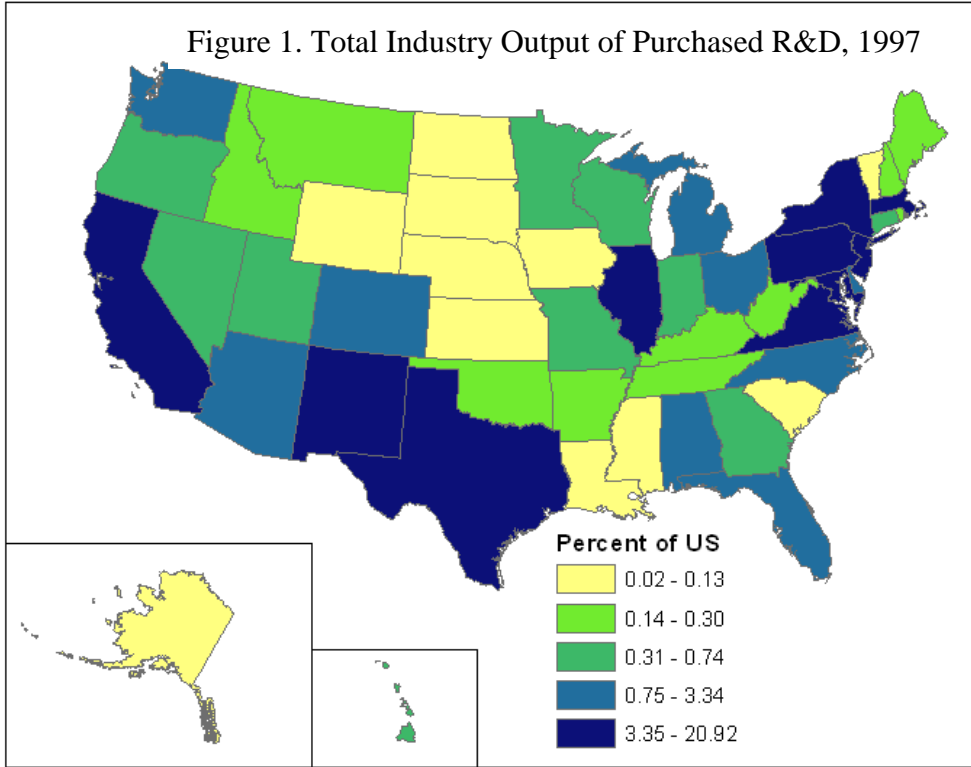 Figure 1. Total Industry Output of Purchased R&D, 1997
Percent of US
0.02 - 0.13
0.14 - 0.30
0.31 - 0.74
0.75 - 3.34
3.35 - 20.92